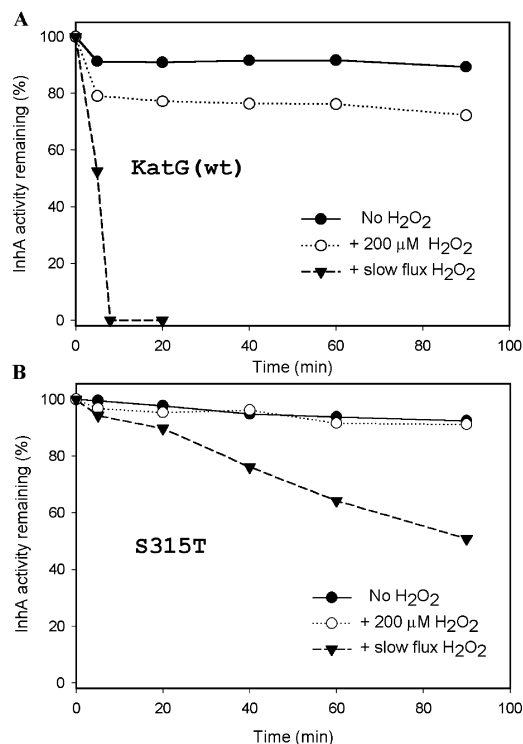 A
InhA activity remaining (%)
100
80
60
40
20
0
KatG(wt)
No H2O2
+ 200 µM H2O2
+ slow flux H2O2
0 20 40 60 80 100
Time (min)
B
InhA activity remaining (%)
100
80
60
40
20
0
S315T
No H2O2
+ 200 µM H2O2
+ slow flux H2O2
0 20 40 60 80 100
Time (min)